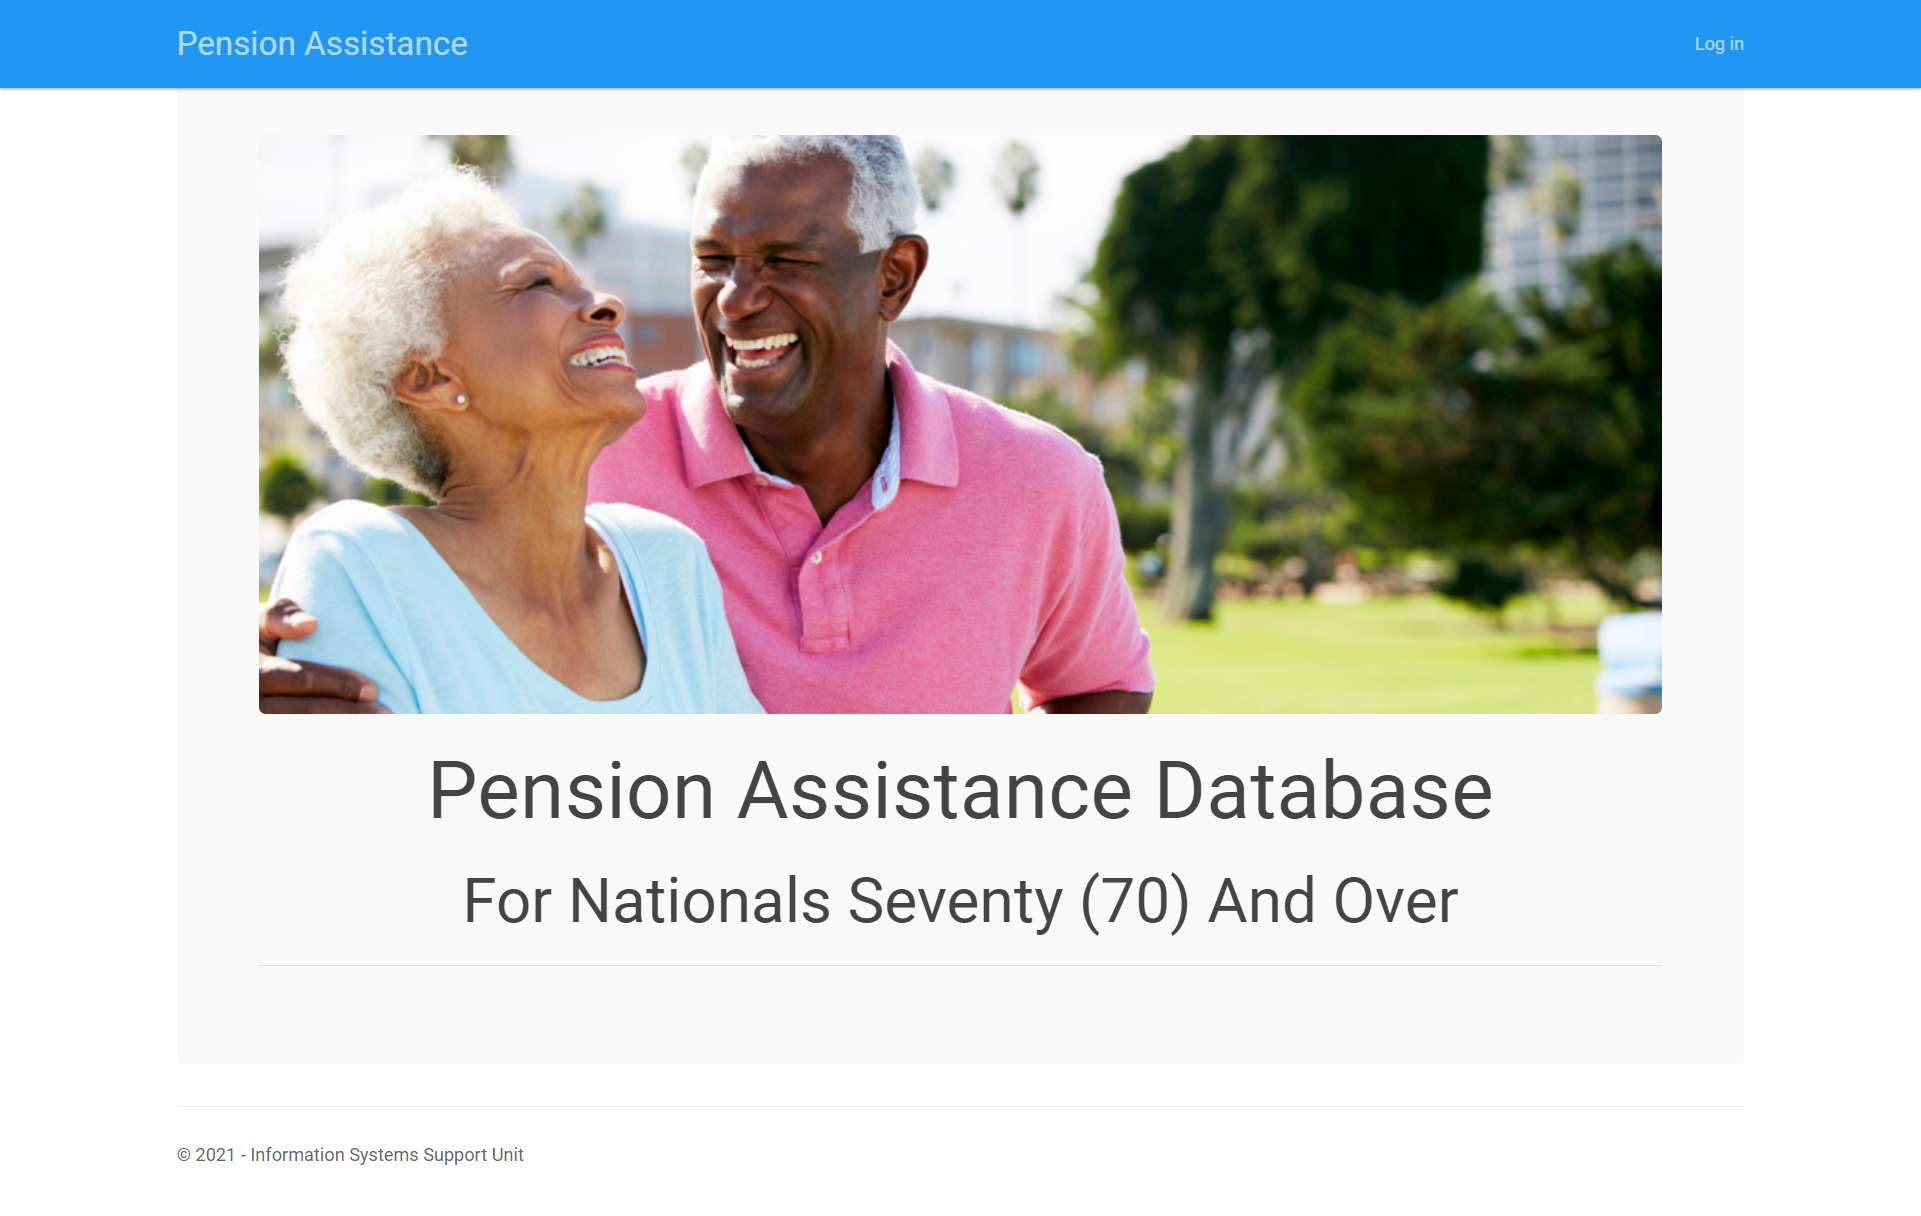 Pension Assistance
Log in
Pension Assistance Database
For Nationals Seventy (70) And Over
© 2021 - Information Systems Support Unit